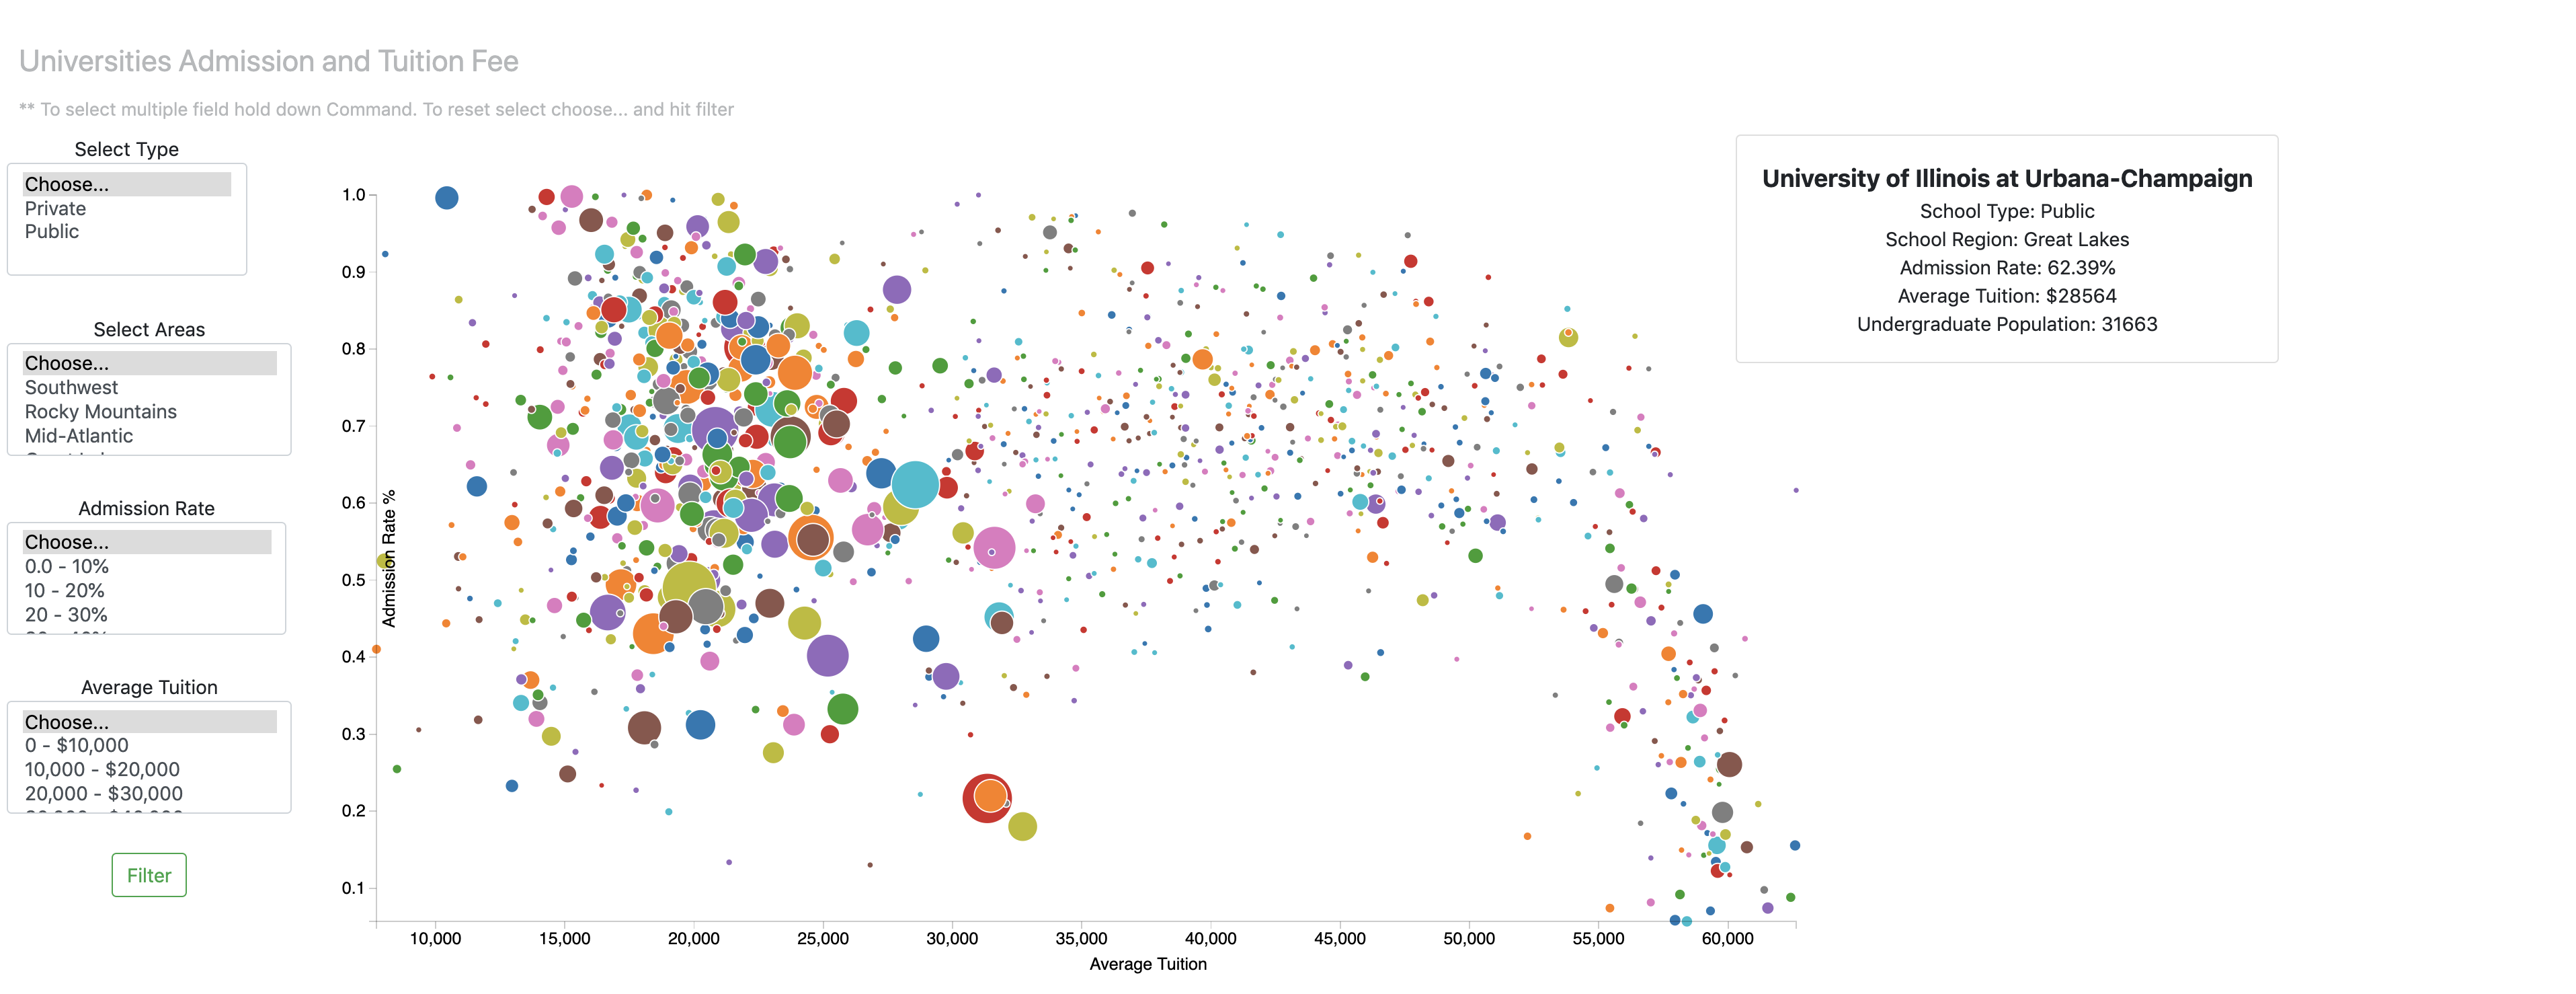 Universities Admission and Tuition Fee
** To select multiple field hold down Command. To reset select choose... and hit filter
Select Type
Choose...
Private
Public
Select Areas
Choose...
Southwest
Rocky Mountains
Mid-Atlantic
Admission Rate
Choose...
0.0 - 10%
10 - 20%
20 - 30%
Average Tuition
Choose...
0 - $10,000
10,000 - $20,000
20,000 - $30,000
Filter
1.0
0.9
0.8
0.7
0.6
0.5
0.4
0.3
0.2
0.1
Admission Rate %
10,000
15,000
20,000
25,000
30,000
35,000
40,000
45,000
50,000
55,000
60,000
Average Tuition
University of Illinois at Urbana-Champaign
School Type: Public
School Region: Great Lakes
Admission Rate: 62.39%
Average Tuition: $28564
Undergraduate Population: 31663